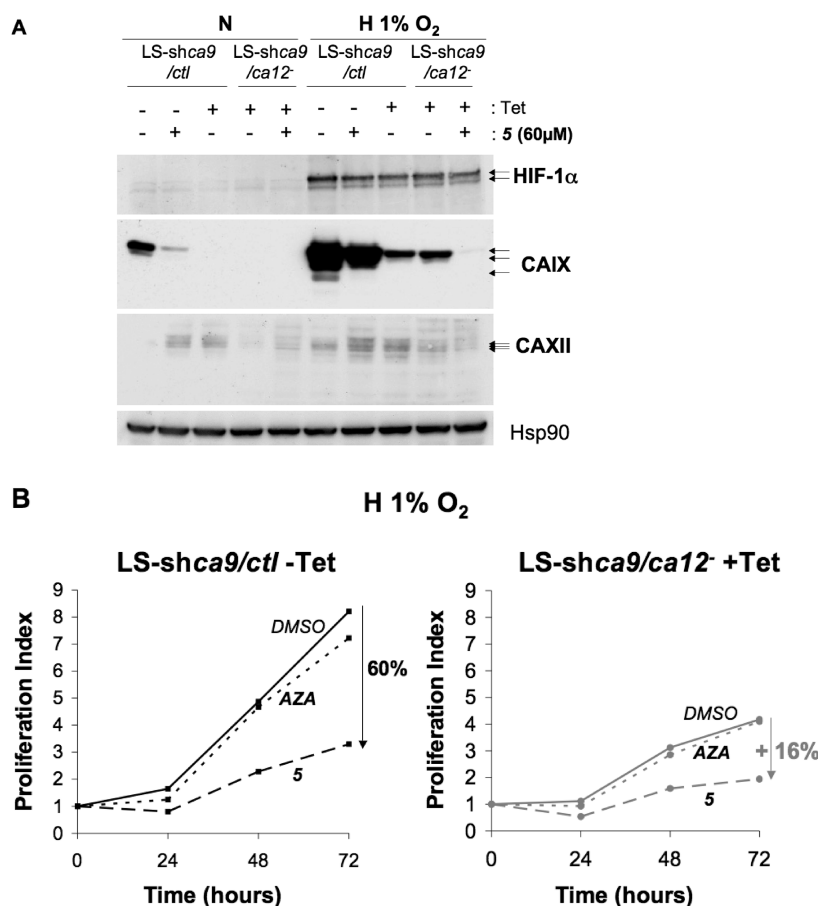 A
N H 1% O₂
LS-shca9 LS-shca9 LS-shca9 LS-shca9
/ctl /ca12⁻ /ctl /ca12⁻
- - + + + - - + + + : Tet
- + - - + - + - - + : 5 (60µM)
HIF-1α
CAIX
CAXII
Hsp90
B
H 1% O₂
LS-shca9/ctl -Tet
Proliferation Index
9
8
7
6
5
4
3
2
1
0
DMSO
AZA
5
60%
0 24 48 72
Time (hours)
LS-shca9/ca12⁻ +Tet
Proliferation Index
9
8
7
6
5
4
3
2
1
0
DMSO
AZA
+ 16%
5
0 24 48 72
Time (hours)